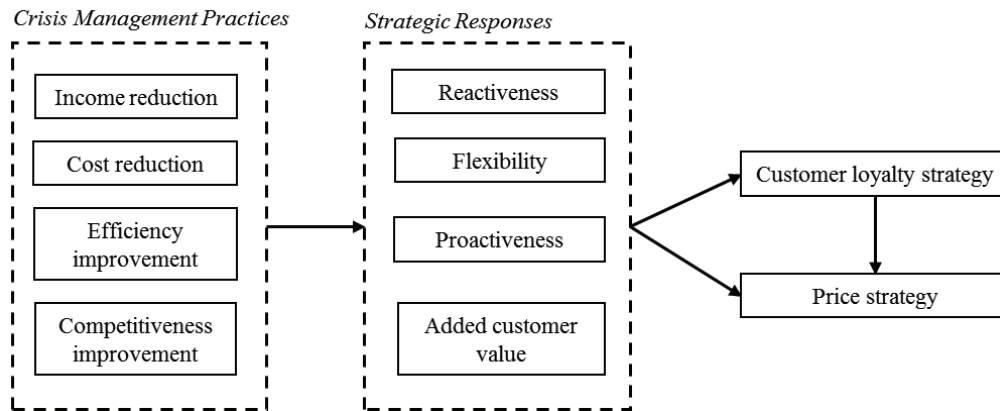 Crisis Management Practices
Income reduction
Cost reduction
Efficiency
improvement
Competitiveness
improvement
Strategic Responses
Reactiveness
Flexibility
Proactiveness
Added customer
value
Customer loyalty strategy
Price strategy